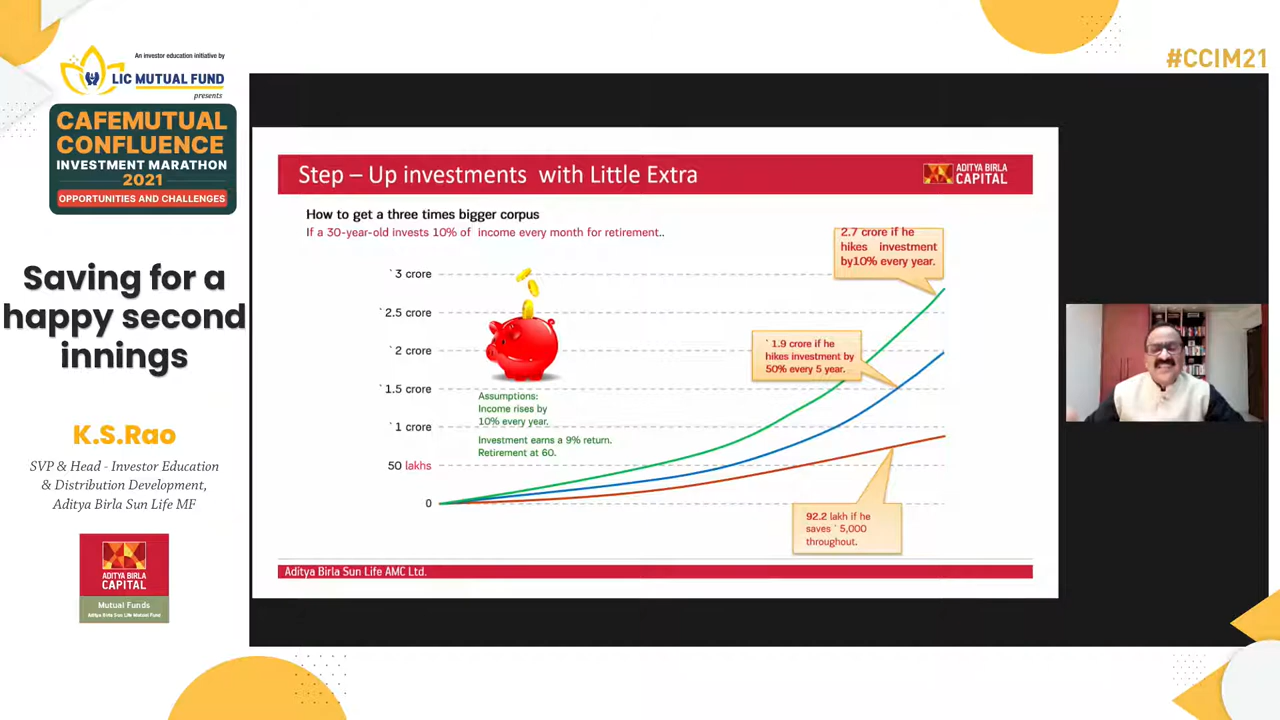 #CCIM21
An investor education initiative by
LIC MUTUAL FUND
presents
CAFEMUTUAL
CONFLUENCE
INVESTMENT MARATHON
2021
OPPORTUNITIES AND CHALLENGES
Saving for a
happy second
innings
K.S.Rao
SVP & Head - Investor Education
& Distribution Development,
Aditya Birla Sun Life MF
ADITYA BIRLA
CAPITAL
Mutual Funds
Aditya Birla Sun Life Mutual Fund
Step – Up investments with Little Extra
ADITYA BIRLA
CAPITAL
How to get a three times bigger corpus
If a 30-year-old invests 10% of income every month for retirement..
2.7 crore if he
hikes investment
by10% every year.
` 3 crore
` 2.5 crore
` 2 crore
` 1.5 crore
` 1 crore
50 lakhs
0
` 1.9 crore if he
hikes investment by
50% every 5 year.
Assumptions:
Income rises by
10% every year.
Investment earns a 9% return.
Retirement at 60.
92.2 lakh if he
saves ` 5,000
throughout.
Aditya Birla Sun Life AMC Ltd.